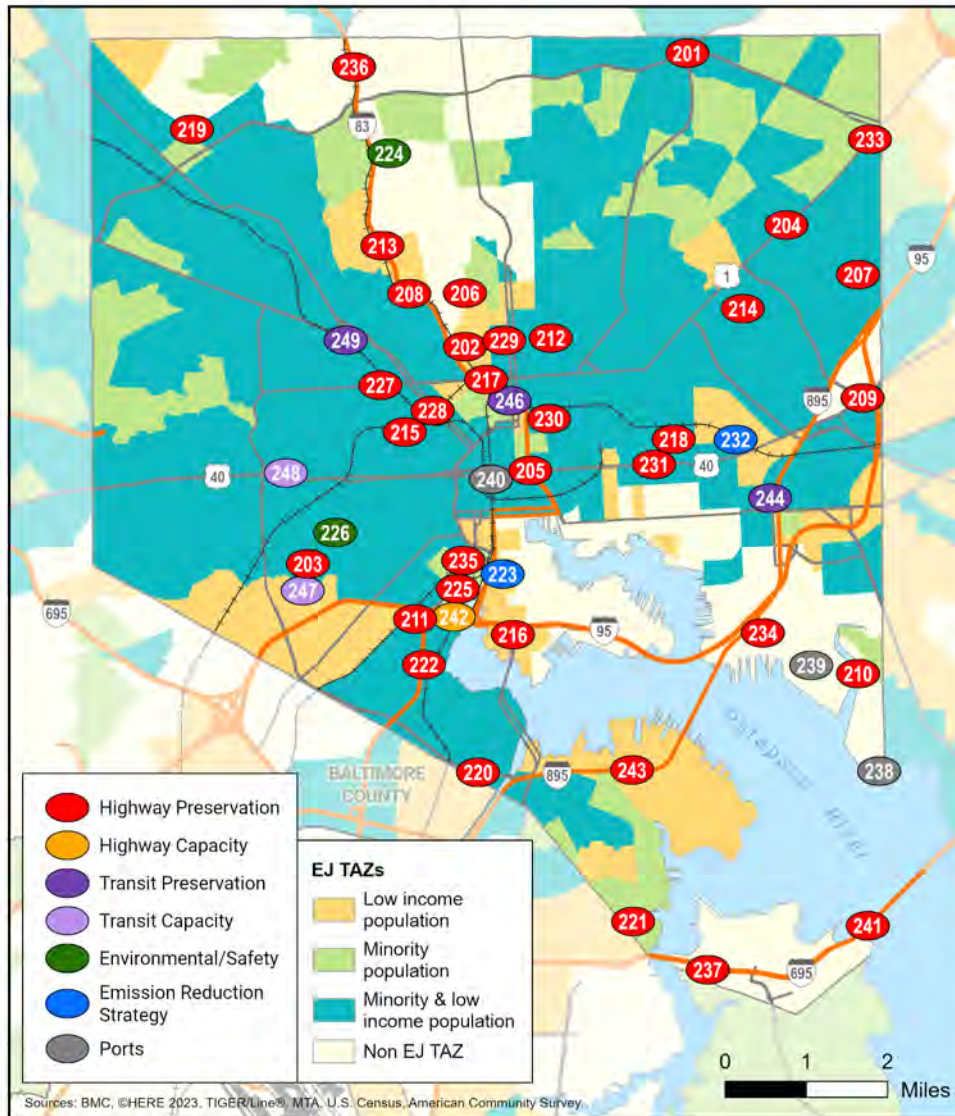 201
236
83
219
233
224
204
213
95
207
1
208
206
214
249
202
229
212
227
217
246
895
209
228
230
215
218
232
231
40
40
248
205
240
244
226
235
203
223
247
225
211
242
216
95
234
695
222
239
210
Patapsco River
BALTIMORE
COUNTY
220
895
243
238
221
241
237
695
Highway Preservation
Highway Capacity
Transit Preservation
Transit Capacity
Environmental/Safety
Emission Reduction
Strategy
Ports
EJ TAZs
Low income
population
Minority
population
Minority & low
income population
Non EJ TAZ
0 1 2
Miles
Sources: BMC, ©HERE 2023, TIGER/Line®, MTA, U.S. Census, American Community Survey.